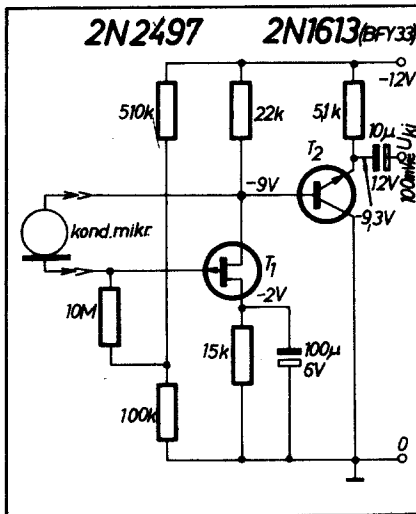 2N2497 2N1613(BFY33)
-12V
510k
22k
5,1k
10µ
Uki
T2
12V
100mHz
-9V
-9,3V
kond.mikr.
T1
-2V
10M
15k
100µ
6V
100k
0